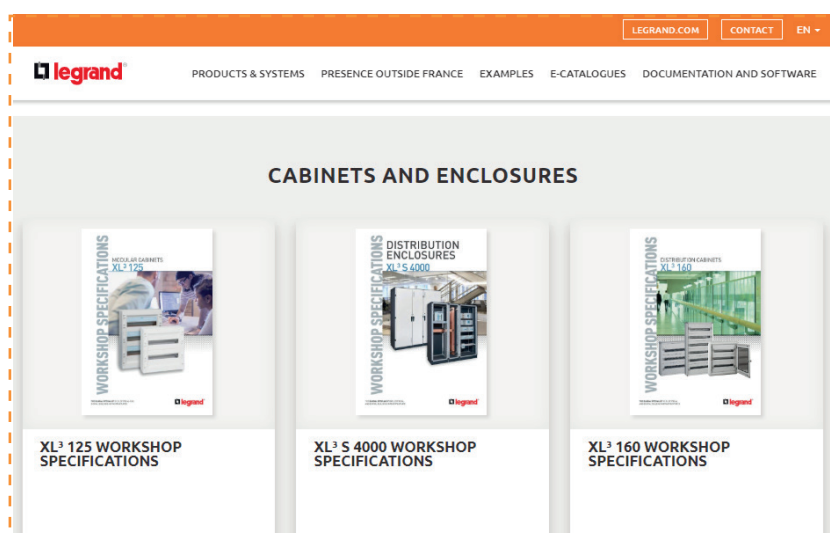 LEGRAND.COM CONTACT EN
legrand
PRODUCTS & SYSTEMS PRESENCE OUTSIDE FRANCE EXAMPLES E-CATALOGUES DOCUMENTATION AND SOFTWARE
CABINETS AND ENCLOSURES
WORKSHOP SPECIFICATIONS
MODULAR CABINETS
XL³ 125
legrand
WORKSHOP SPECIFICATIONS
DISTRIBUTION
ENCLOSURES
XL³ S 4000
legrand
WORKSHOP SPECIFICATIONS
DISTRIBUTION CABINETS
XL³ 160
legrand
XL³ 125 WORKSHOP
SPECIFICATIONS
XL³ S 4000 WORKSHOP
SPECIFICATIONS
XL³ 160 WORKSHOP
SPECIFICATIONS